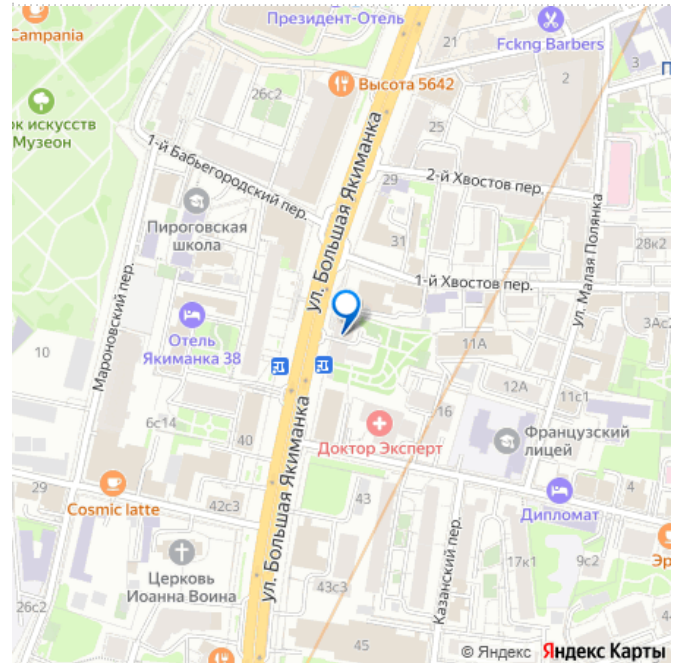 Campania
Президент-Отель
21
Fckng Barbers
3
П
2
26с2
Высота 5642
ок искусств
Музеон
25
1-й Бабьегородский пер.
ул. Большая Якиманка
29
2-й Хвостов пер.
Пироговская
школа
31
28к2
1-й Хвостов пер.
ул. Малая Полянка
Мароновский пер.
Отель
Якиманка 38
3Ас2
10
11А
12А
11с1
6с14
16
40
Доктор Эксперт
Французский
лицей
ул. Большая Якиманка
29
Cosmic latte
42с3
43
Дипломат
4
Казанский пер.
17к1
9с2
Эр
Церковь
Иоанна Воина
43с3
26с2
45
© Яндекс Яндекс Карты